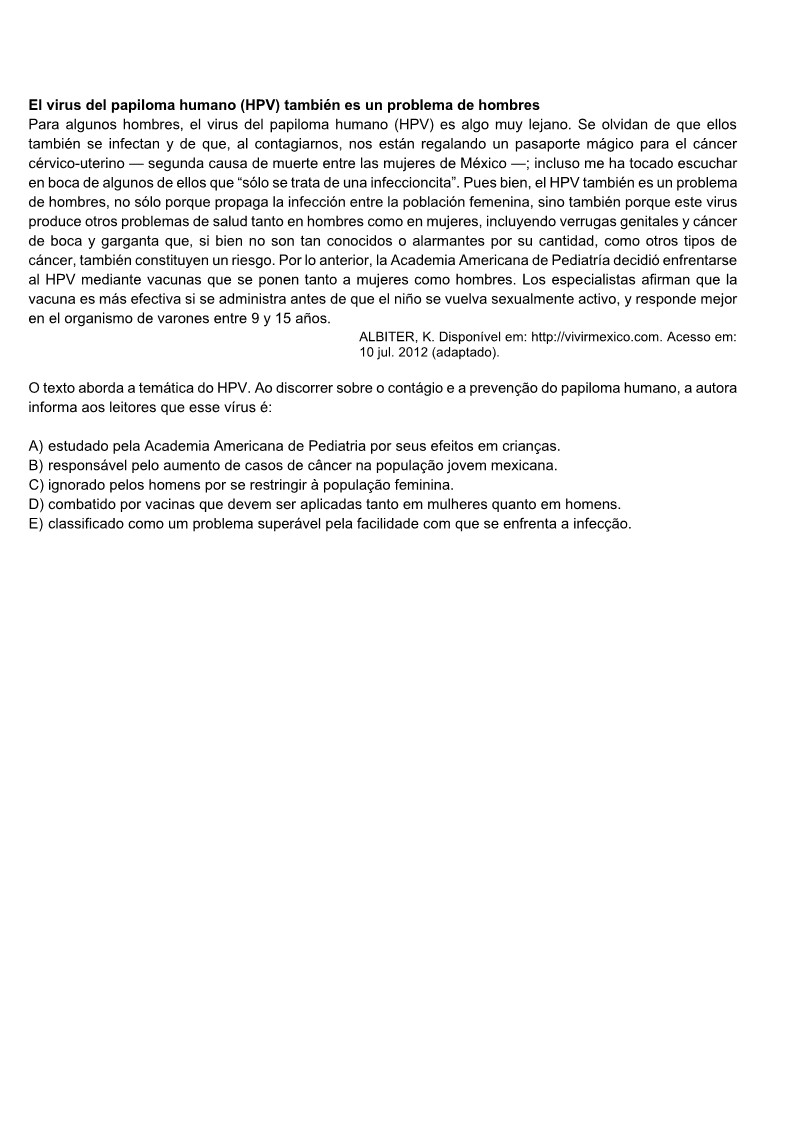 El virus del papiloma humano (HPV) también es un problema de hombres
Para algunos hombres, el virus del papiloma humano (HPV) es algo muy lejano. Se olvidan de que ellos
también se infectan y de que, al contagiarnos, nos están regalando un pasaporte mágico para el cáncer
cérvico-uterino — segunda causa de muerte entre las mujeres de México —; incluso me ha tocado escuchar
en boca de algunos de ellos que “sólo se trata de una infeccioncita”. Pues bien, el HPV también es un problema
de hombres, no sólo porque propaga la infección entre la población femenina, sino también porque este virus
produce otros problemas de salud tanto en hombres como en mujeres, incluyendo verrugas genitales y cáncer
de boca y garganta que, si bien no son tan conocidos o alarmantes por su cantidad, como otros tipos de
cáncer, también constituyen un riesgo. Por lo anterior, la Academia Americana de Pediatría decidió enfrentarse
al HPV mediante vacunas que se ponen tanto a mujeres como hombres. Los especialistas afirman que la
vacuna es más efectiva si se administra antes de que el niño se vuelva sexualmente activo, y responde mejor
en el organismo de varones entre 9 y 15 años.
ALBITER, K. Disponível em: http://vivirmexico.com. Acesso em:
10 jul. 2012 (adaptado).
O texto aborda a temática do HPV. Ao discorrer sobre o contágio e a prevenção do papiloma humano, a autora
informa aos leitores que esse vírus é:
A) estudado pela Academia Americana de Pediatria por seus efeitos em crianças.
B) responsável pelo aumento de casos de câncer na população jovem mexicana.
C) ignorado pelos homens por se restringir à população feminina.
D) combatido por vacinas que devem ser aplicadas tanto em mulheres quanto em homens.
E) classificado como um problema superável pela facilidade com que se enfrenta a infecção.